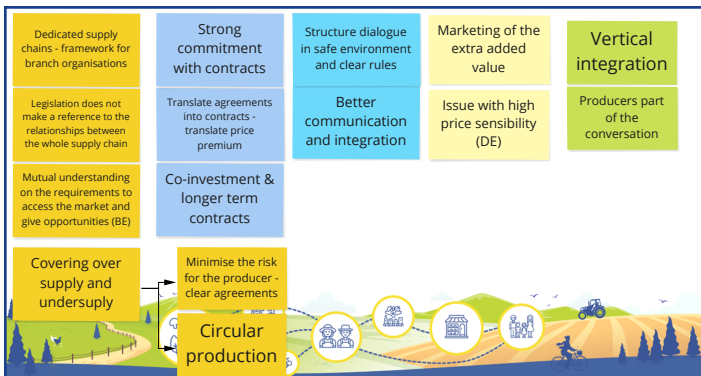 Dedicated supply
chains - framework for
branch organisations
Legislation does not
make a reference to the
relationships between
the whole supply chain
Mutual understanding
on the requirements to
access the market and
give opportunities (BE)
Covering over
supply and
undersuply
Minimise the risk
for the producer -
clear agreements
Circular
production
Strong
commitment
with contracts
Translate agreements
into contracts -
translate price
premium
Co-investment &
longer term
contracts
Structure dialogue
in safe environment
and clear rules
Better
communication
and integration
Marketing of the
extra added
value
Issue with high
price sensibility
(DE)
Vertical
integration
Producers part
of the
conversation